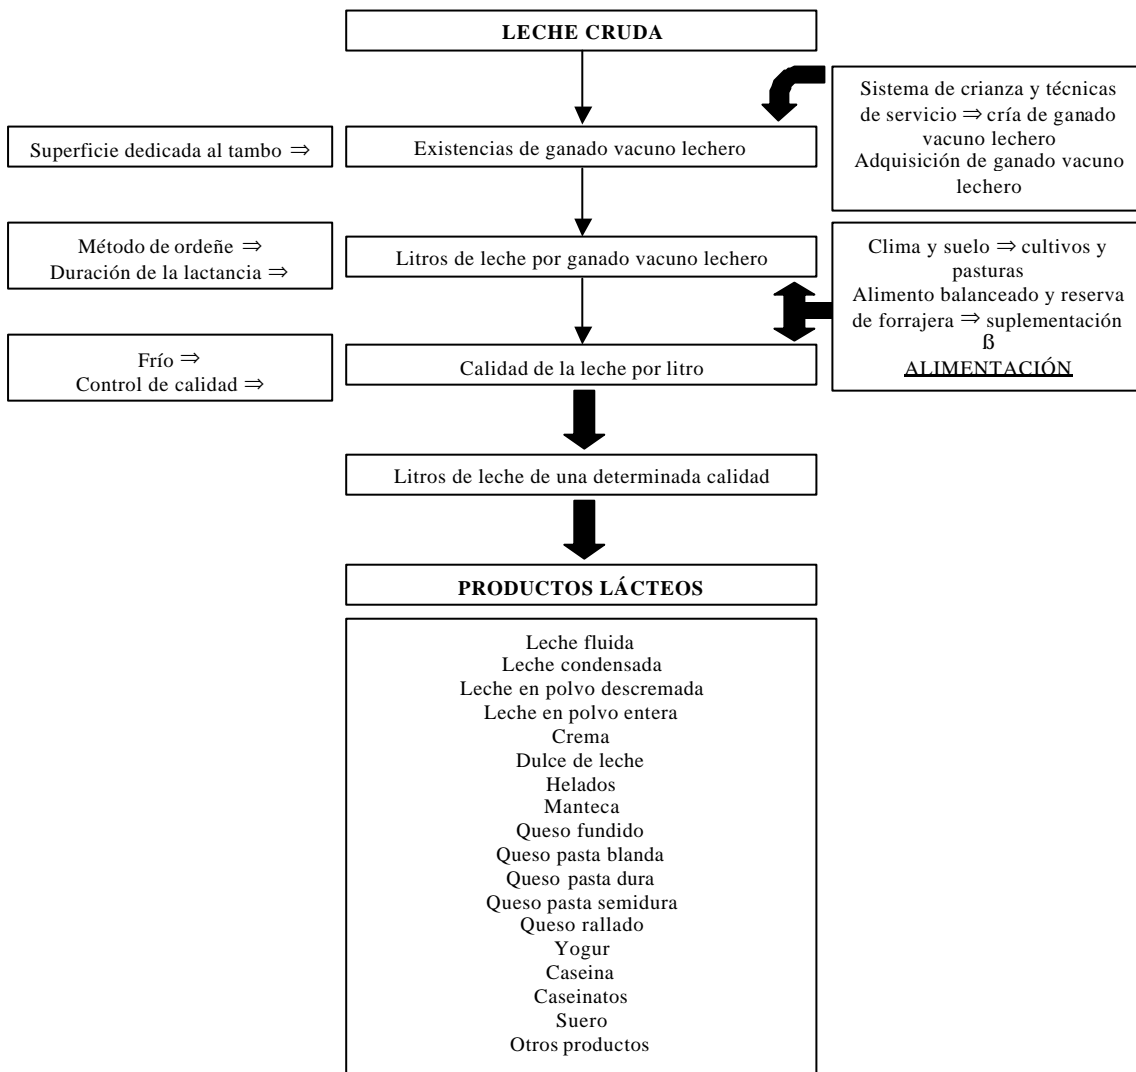 LECHE CRUDA
Sistema de crianza y técnicas
de servicio ⇒ cría de ganado
vacuno lechero
Adquisición de ganado vacuno
lechero
Superficie dedicada al tambo ⇒
Existencias de ganado vacuno lechero
Método de ordeñe ⇒
Duración de la lactancia ⇒
Litros de leche por ganado vacuno lechero
Clima y suelo ⇒ cultivos y
pasturas
Alimento balanceado y reserva
de forrajera ⇒ suplementación
ß
ALIMENTACIÓN
Frío ⇒
Control de calidad ⇒
Calidad de la leche por litro
Litros de leche de una determinada calidad
PRODUCTOS LÁCTEOS
Leche fluida
Leche condensada
Leche en polvo descremada
Leche en polvo entera
Crema
Dulce de leche
Helados
Manteca
Queso fundido
Queso pasta blanda
Queso pasta dura
Queso pasta semidura
Queso rallado
Yogur
Caseina
Caseinatos
Suero
Otros productos